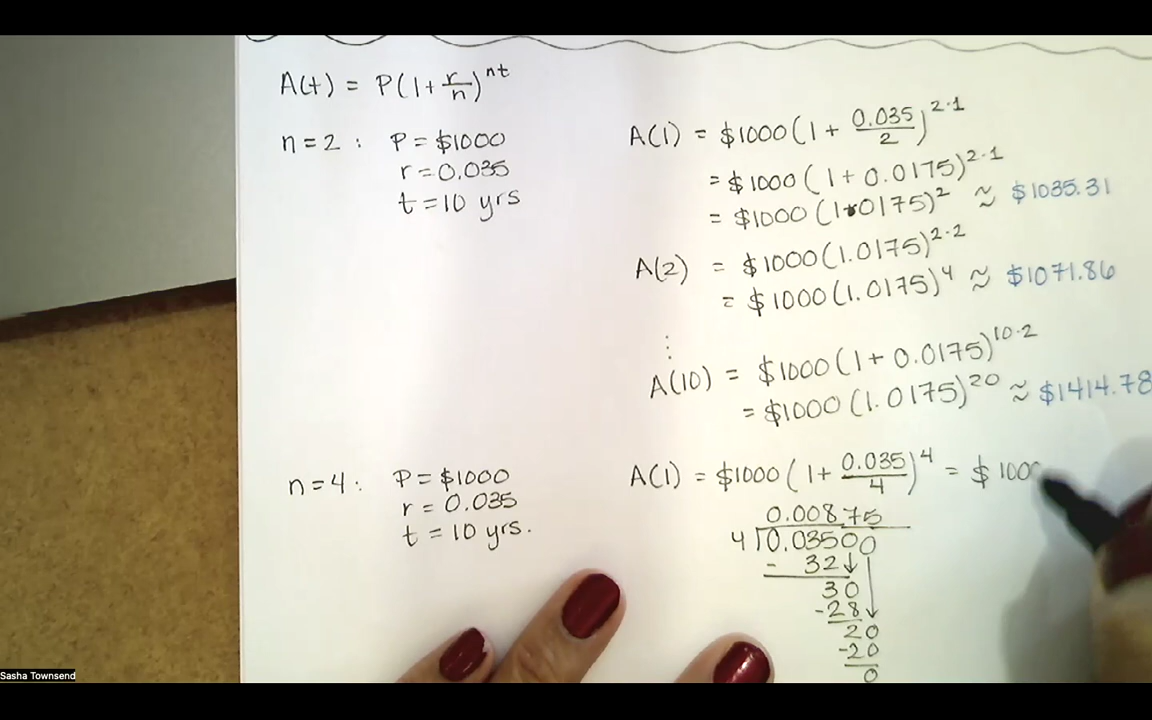 A(t) = P(1 + r/n)^nt
n = 2 : P = $1000
r = 0.035
t = 10 yrs
A(1) = $1000(1 + 0.035/2)^2·1
= $1000(1 + 0.0175)^2·1
= $1000(1.0175)^2 ≈ $1035.31
A(2) = $1000(1.0175)^2·2
= $1000(1.0175)^4 ≈ $1071.86
⋮
A(10) = $1000(1 + 0.0175)^10·2
= $1000(1.0175)^20 ≈ $1414.78
n = 4 : P = $1000
r = 0.035
t = 10 yrs.
A(1) = $1000(1 + 0.035/4)^4 = $1000
0.00875
4 0.03500
- 32
30
-28
20
-20
0
Sasha Townsend